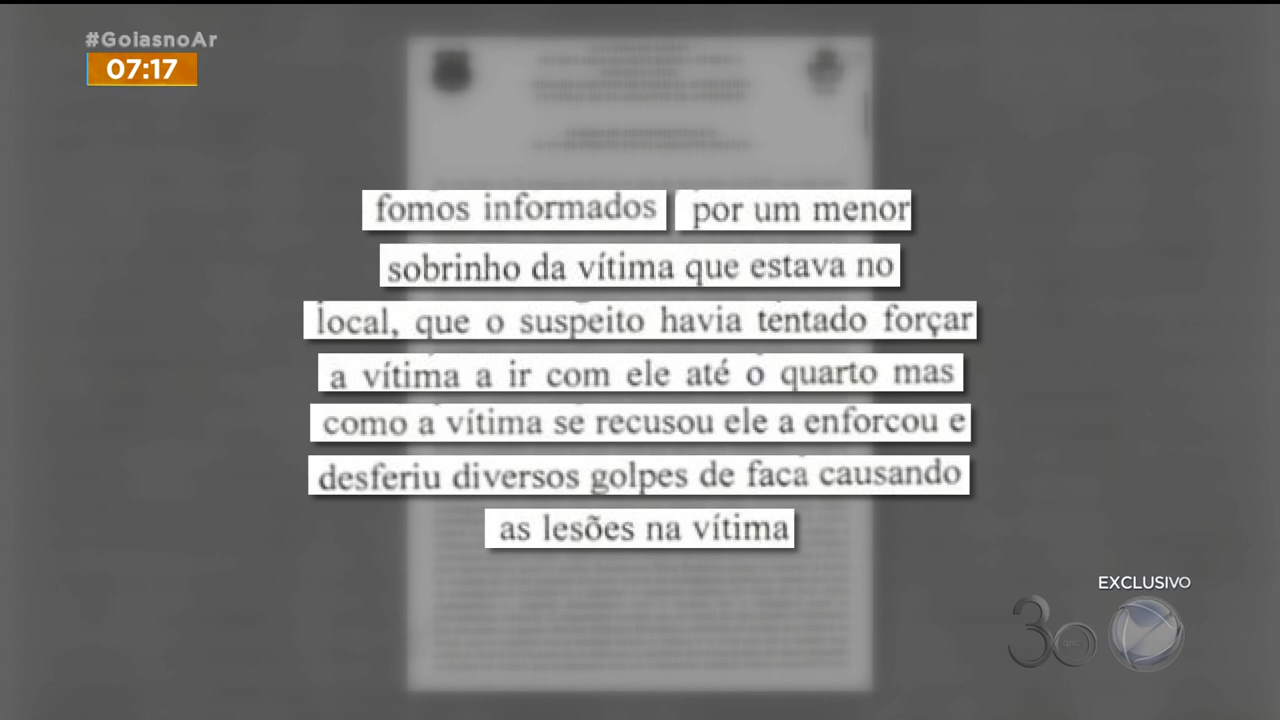 #GoiasnoAr
07:17
fomos informados por um menor
sobrinho da vítima que estava no
local, que o suspeito havia tentado forçar
a vítima a ir com ele até o quarto mas
como a vítima se recusou ele a enforcou e
desferiu diversos golpes de faca causando
as lesões na vítima
EXCLUSIVO
30
anos